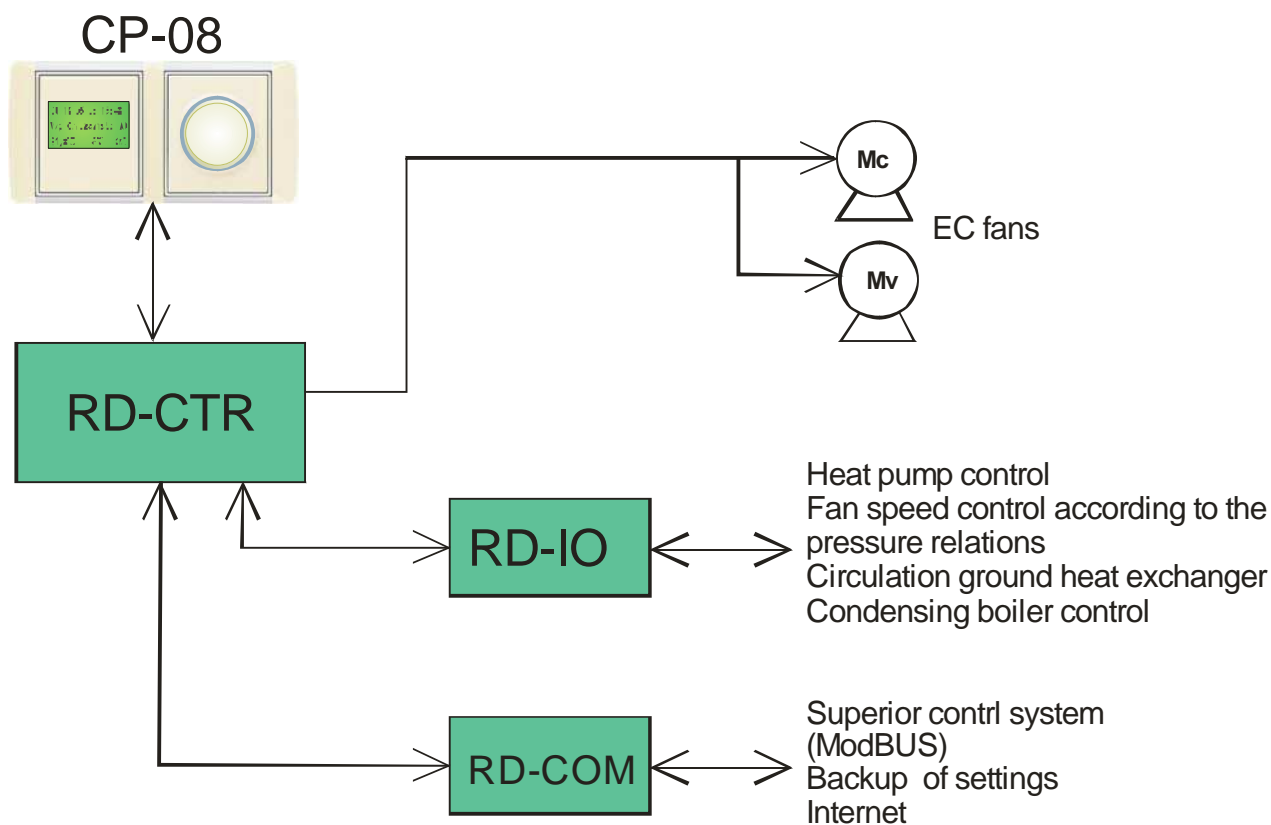 CP-08
Mc
EC fans
Mv
RD-CTR
RD-IO
Heat pump control
Fan speed control according to the
pressure relations
Circulation ground heat exchanger
Condensing boiler control
RD-COM
Superior contrl system
(ModBUS)
Backup of settings
Internet